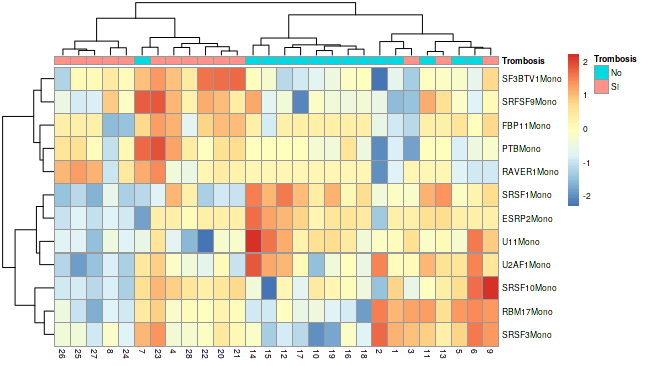 Trombosis
Trombosis
No
SI
2
1
0
-1
-2
SF3BTV1Mono
SRFSF9Mono
FBP11Mono
PTBMono
RAVER1Mono
SRSF1Mono
ESRP2Mono
U11Mono
U2AF1Mono
SRSF10Mono
RBM17Mono
SRSF3Mono
26 25 27 8 24 7 23 4 28 22 20 21 14 15 12 17 10 19 16 18 2 1 3 11 13 5 6 9